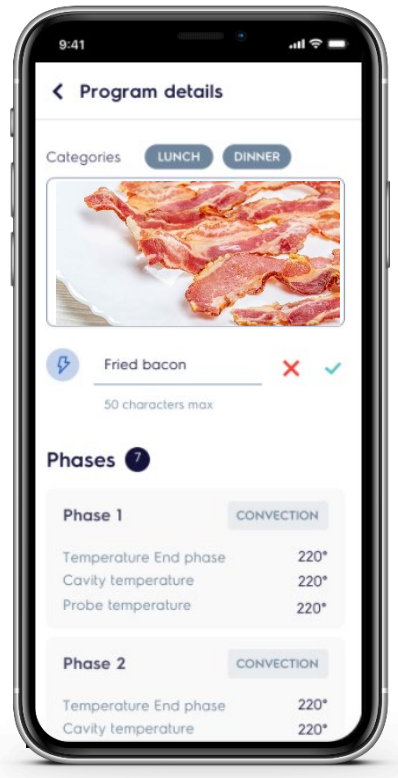 9:41
Program details
Categories LUNCH DINNER
Fried bacon
50 characters max
Phases 7
Phase 1 CONVECTION
Temperature End phase 220°
Cavity temperature 220°
Probe temperature 220°
Phase 2 CONVECTION
Temperature End phase 220°
Cavity temperature 220°